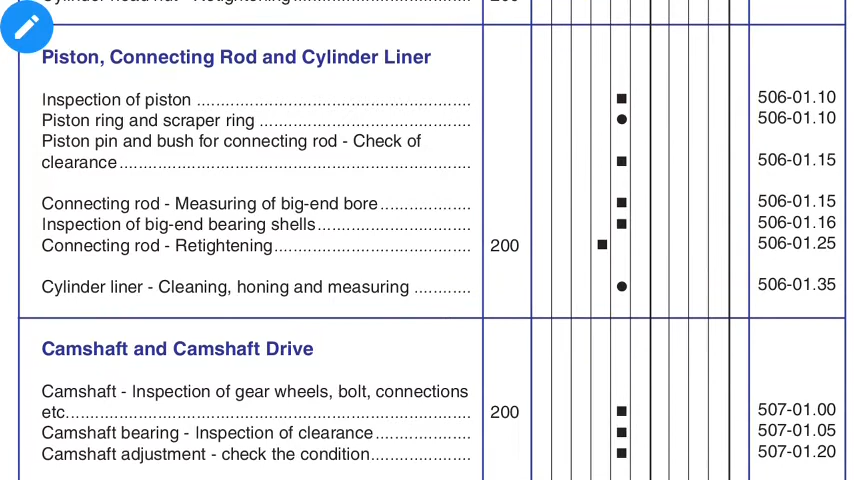 Piston, Connecting Rod and Cylinder Liner
Inspection of piston ............................................................ ■ 506-01.10
Piston ring and scraper ring ............................................ ● 506-01.10
Piston pin and bush for connecting rod - Check of
clearance......................................................................... ■ 506-01.15
Connecting rod - Measuring of big-end bore................... ■ 506-01.15
Inspection of big-end bearing shells................................ ■ 506-01.16
Connecting rod - Retightening......................................... 200 ■ 506-01.25
Cylinder liner - Cleaning, honing and measuring ............ ● 506-01.35
Camshaft and Camshaft Drive
Camshaft - Inspection of gear wheels, bolt, connections
etc.................................................................................... 200 ■ 507-01.00
Camshaft bearing - Inspection of clearance.................... ■ 507-01.05
Camshaft adjustment - check the condition..................... ■ 507-01.20